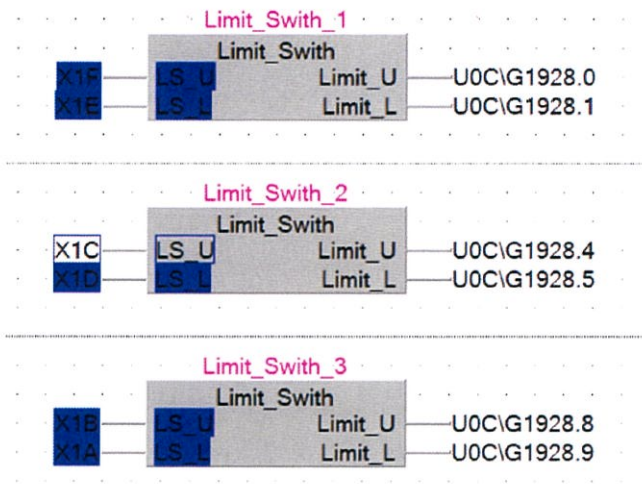 Limit_Swith_1
Limit_Swith
X1F LS_U Limit_U U0C\G1928.0
X1E LS_L Limit_L U0C\G1928.1
Limit_Swith_2
Limit_Swith
X1C LS_U Limit_U U0C\G1928.4
X1D LS_L Limit_L U0C\G1928.5
Limit_Swith_3
Limit_Swith
X1B LS_U Limit_U U0C\G1928.8
X1A LS_L Limit_L U0C\G1928.9